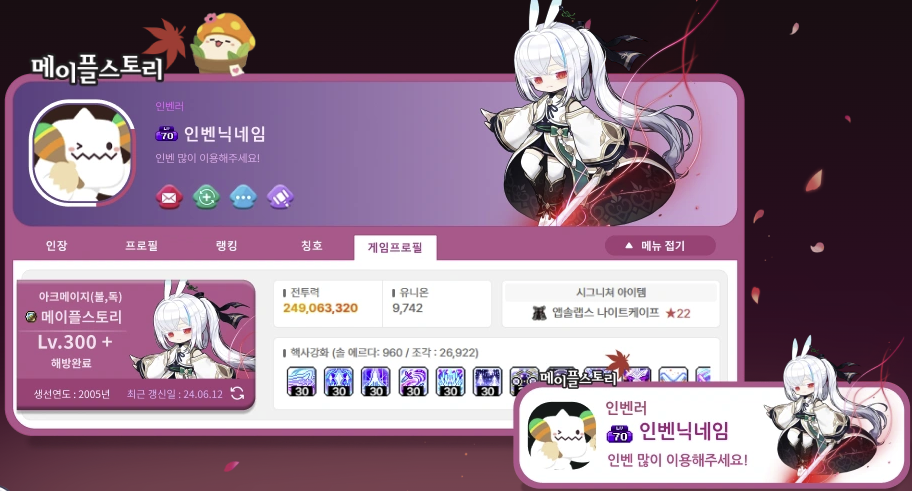 메이플스토리
인벤러
LV 70 인벤닉네임
인벤 많이 이용해주세요!
인장 프로필 랭킹 칭호 게임프로필 ▲ 메뉴 접기
아크메이지(불,독)
메이플스토리
Lv.300 +
해방완료
생선연도 : 2005년 최근 갱신일 : 24.06.12
전투력
249,063,320
유니온
9,742
시그니쳐 아이템
앱솔랩스 나이트케이프 ★22
핵사강화 (솔 에르다: 960 / 조각 : 26,922)
30 30 30 30 30 30
메이플스토리
인벤러
LV 70 인벤닉네임
인벤 많이 이용해주세요!